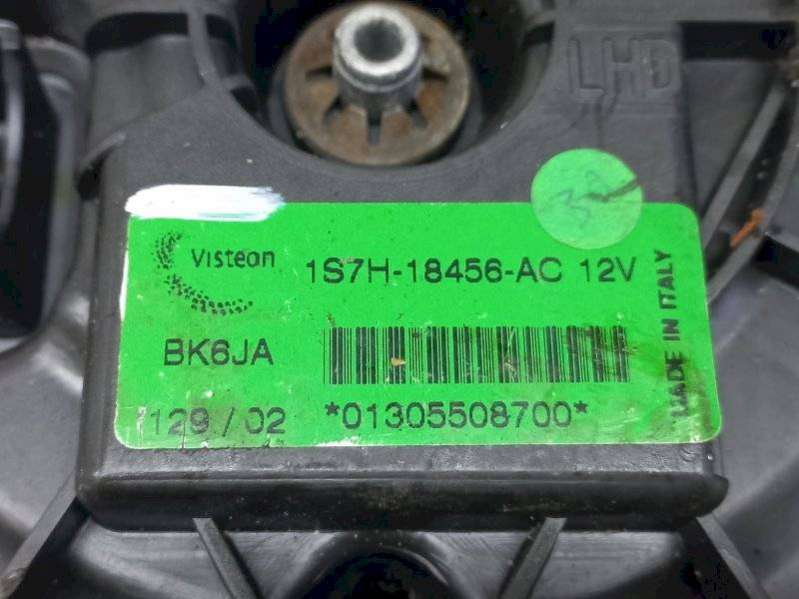 LHD
Visteon
1S7H-18456-AC 12V
BK6JA
129 / 02
*01305508700*
MADE IN ITALY